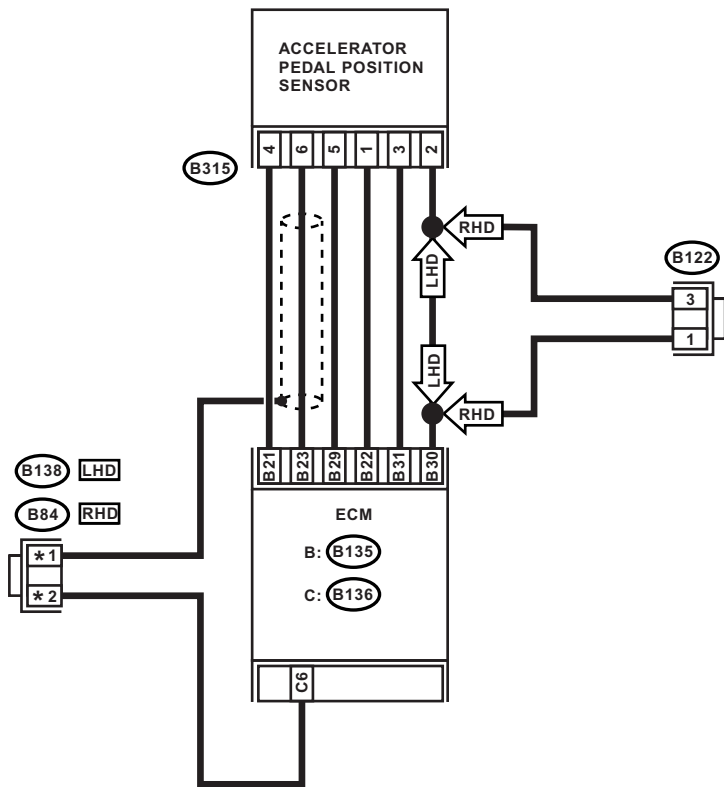 ACCELERATOR
PEDAL POSITION
SENSOR
4 6 5 1 3 2
B315
RHD
LHD
B122
3
1
LHD
RHD
B21 B23 B29 B22 B31 B30
B138 LHD
B84 RHD
ECM
B: B135
C: B136
*1
*2
C6